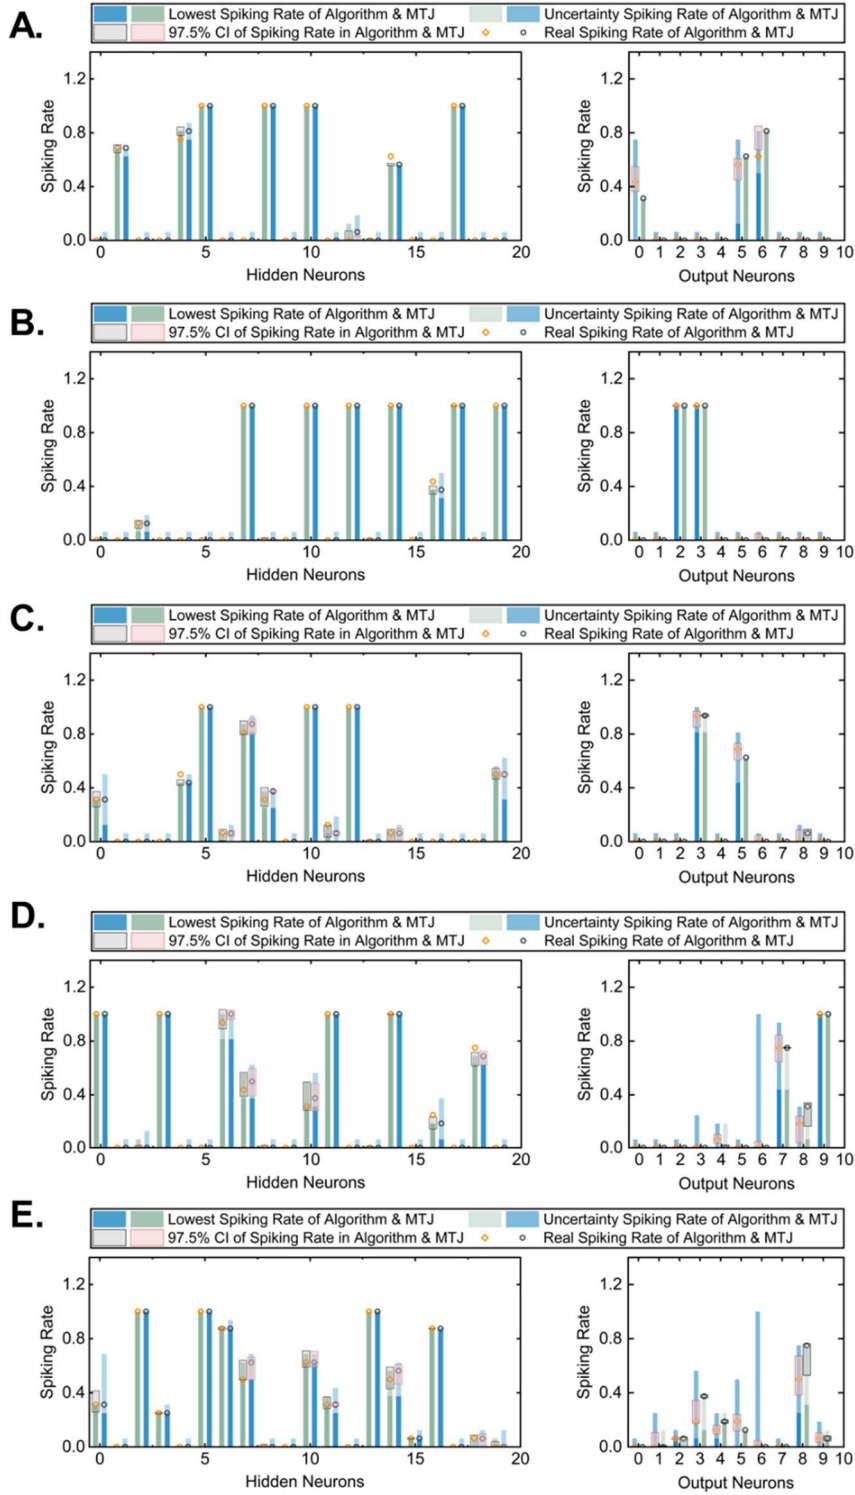 A.
Lowest Spiking Rate of Algorithm & MTJ Uncertainty Spiking Rate of Algorithm & MTJ
97.5% CI of Spiking Rate in Algorithm & MTJ Real Spiking Rate of Algorithm & MTJ
Spiking Rate
1.2
0.8
0.4
0.0
0 5 10 15 20
Hidden Neurons
Spiking Rate
1.2
0.8
0.4
0.0
0 1 2 3 4 5 6 7 8 9 10
Output Neurons
B.
Lowest Spiking Rate of Algorithm & MTJ Uncertainty Spiking Rate of Algorithm & MTJ
97.5% CI of Spiking Rate in Algorithm & MTJ Real Spiking Rate of Algorithm & MTJ
Spiking Rate
1.2
0.8
0.4
0.0
0 5 10 15 20
Hidden Neurons
Spiking Rate
1.2
0.8
0.4
0.0
0 1 2 3 4 5 6 7 8 9 10
Output Neurons
C.
Lowest Spiking Rate of Algorithm & MTJ Uncertainty Spiking Rate of Algorithm & MTJ
97.5% CI of Spiking Rate in Algorithm & MTJ Real Spiking Rate of Algorithm & MTJ
Spiking Rate
1.2
0.8
0.4
0.0
0 5 10 15 20
Hidden Neurons
Spiking Rate
1.2
0.8
0.4
0.0
0 1 2 3 4 5 6 7 8 9 10
Output Neurons
D.
Lowest Spiking Rate of Algorithm & MTJ Uncertainty Spiking Rate of Algorithm & MTJ
97.5% CI of Spiking Rate in Algorithm & MTJ Real Spiking Rate of Algorithm & MTJ
Spiking Rate
1.2
0.8
0.4
0.0
0 5 10 15 20
Hidden Neurons
Spiking Rate
1.2
0.8
0.4
0.0
0 1 2 3 4 5 6 7 8 9 10
Output Neurons
E.
Lowest Spiking Rate of Algorithm & MTJ Uncertainty Spiking Rate of Algorithm & MTJ
97.5% CI of Spiking Rate in Algorithm & MTJ Real Spiking Rate of Algorithm & MTJ
Spiking Rate
1.2
0.8
0.4
0.0
0 5 10 15 20
Hidden Neurons
Spiking Rate
1.2
0.8
0.4
0.0
0 1 2 3 4 5 6 7 8 9 10
Output Neurons